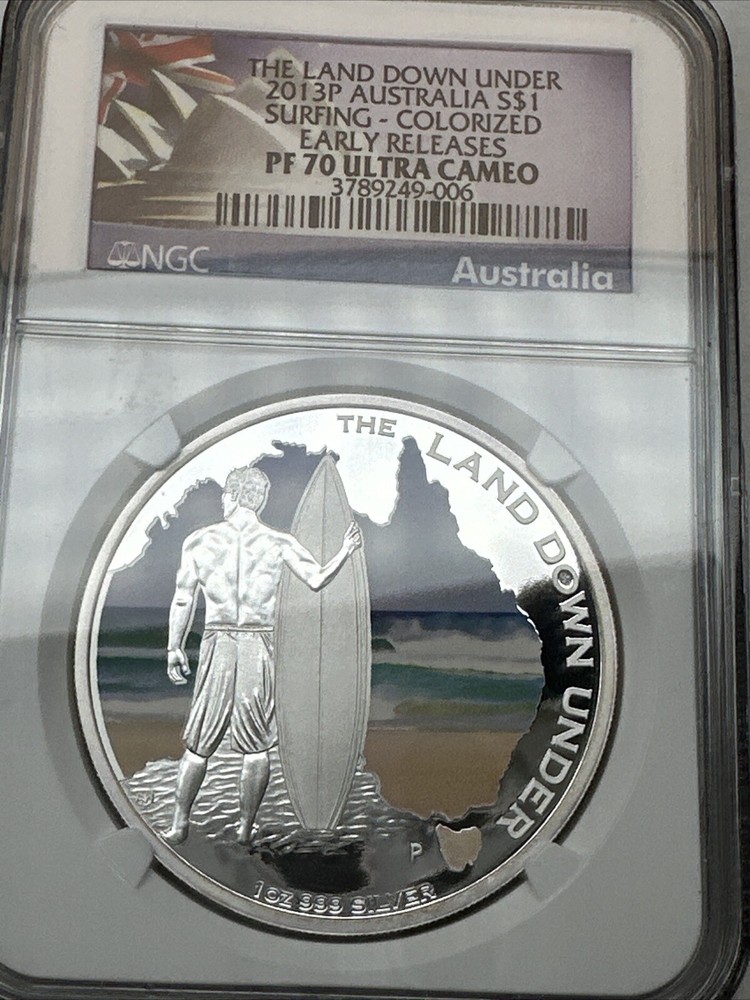 THE LAND DOWN UNDER
2013P AUSTRALIA S$1
SURFING - COLORIZED
EARLY RELEASES
PF 70 ULTRA CAMEO
3789249-006
NGC
Australia
THE LAND DOWN UNDER
P
1OZ 999 SILVER